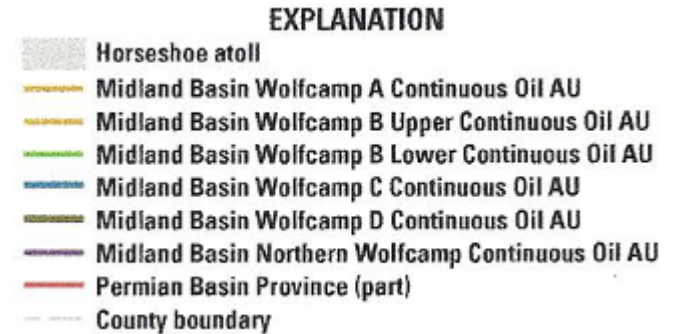 EXPLANATION
Horseshoe atoll
Midland Basin Wolfcamp A Continuous Oil AU
Midland Basin Wolfcamp B Upper Continuous Oil AU
Midland Basin Wolfcamp B Lower Continuous Oil AU
Midland Basin Wolfcamp C Continuous Oil AU
Midland Basin Wolfcamp D Continuous Oil AU
Midland Basin Northern Wolfcamp Continuous Oil AU
Permian Basin Province (part)
County boundary